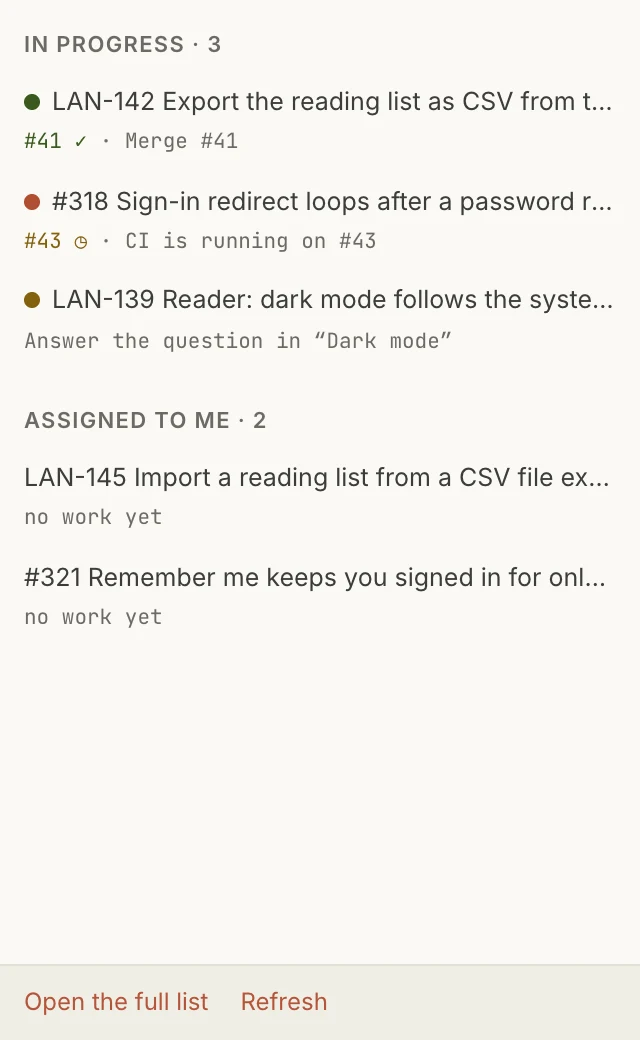 IN PROGRESS · 3
LAN-142 Export the reading list as CSV from t...
#41 ✓ · Merge #41
#318 Sign-in redirect loops after a password r...
#43 ◷ · CI is running on #43
LAN-139 Reader: dark mode follows the syste...
Answer the question in “Dark mode”
ASSIGNED TO ME · 2
LAN-145 Import a reading list from a CSV file ex...
no work yet
#321 Remember me keeps you signed in for onl...
no work yet
Open the full list Refresh